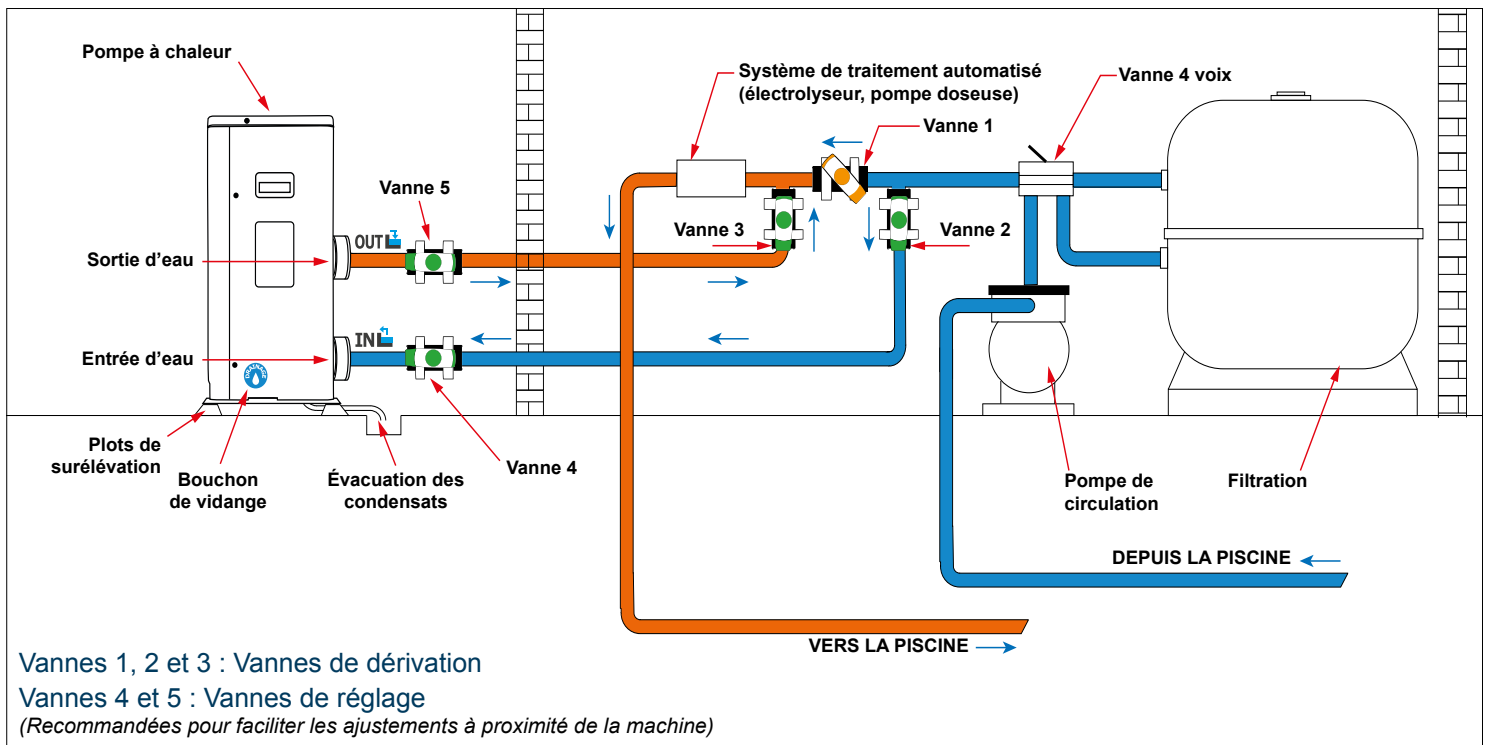 Pompe à chaleur
Système de traitement automatisé
(électrolyseur, pompe doseuse)
Vanne 4 voix
Vanne 1
Vanne 5
Vanne 3
Vanne 2
OUT
Sortie d'eau
IN
Entrée d'eau
DRAINAGE
Plots de
surélévation
Bouchon
de vidange
Évacuation des
condensats
Vanne 4
Pompe de
circulation
Filtration
DEPUIS LA PISCINE
VERS LA PISCINE
Vannes 1, 2 et 3 : Vannes de dérivation
Vannes 4 et 5 : Vannes de réglage
(Recommandées pour faciliter les ajustements à proximité de la machine)